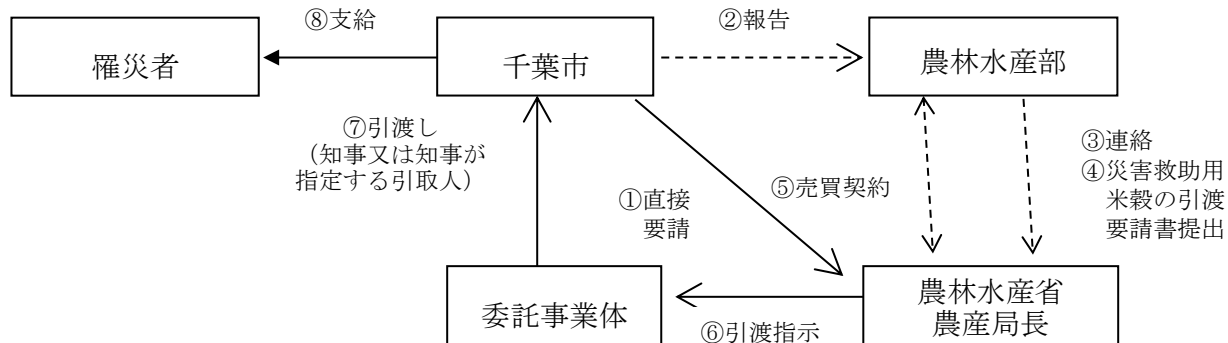 ⑧支給
②報告
罹災者
千葉市
農林水産部
⑦引渡し
(知事又は知事が
指定する引取人)
①直接
要請
⑤売買契約
③連絡
④災害救助用
米穀の引渡
要請書提出
委託事業体
農林水産省
農産局長
⑥引渡指示